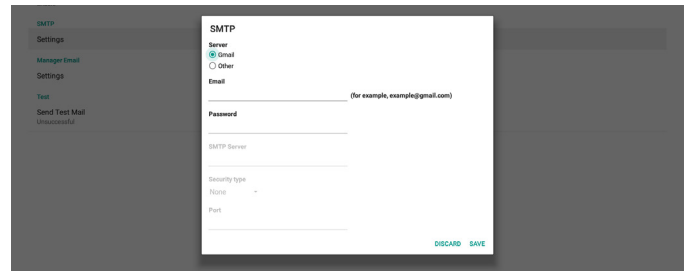 SMTP
Settings
Manager Email
Settings
Test
Send Test Mail
Unsuccessful
SMTP
Server
Gmail
Other
Email
(for example, example@gmail.com)
Password
SMTP Server
Security type
None
Port
DISCARD SAVE